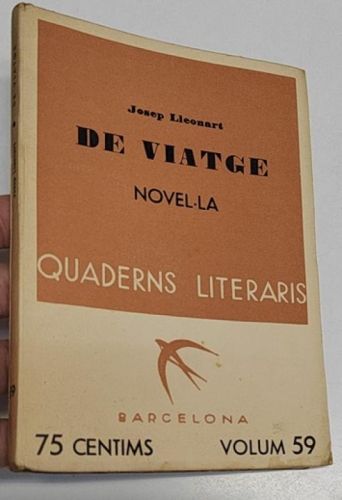 Josep Lleonart
DE VIATGE
NOVEL·LA
QUADERNS LITERARIS
BARCELONA
75 CENTIMS
VOLUM 59